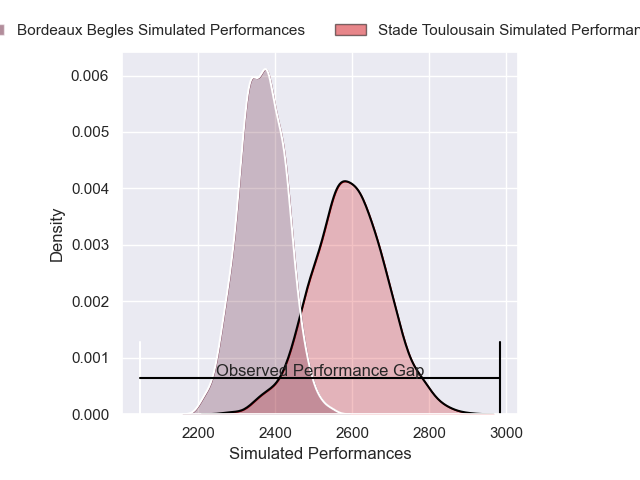 Bordeaux Begles Simulated Performances
Stade Toulousain Simulated
0.006
0.005
0.004
0.003
0.002
0.001
0.000
Density
Observed Performance Gap
2200 2400 2600 2800 3000
Simulated Performances